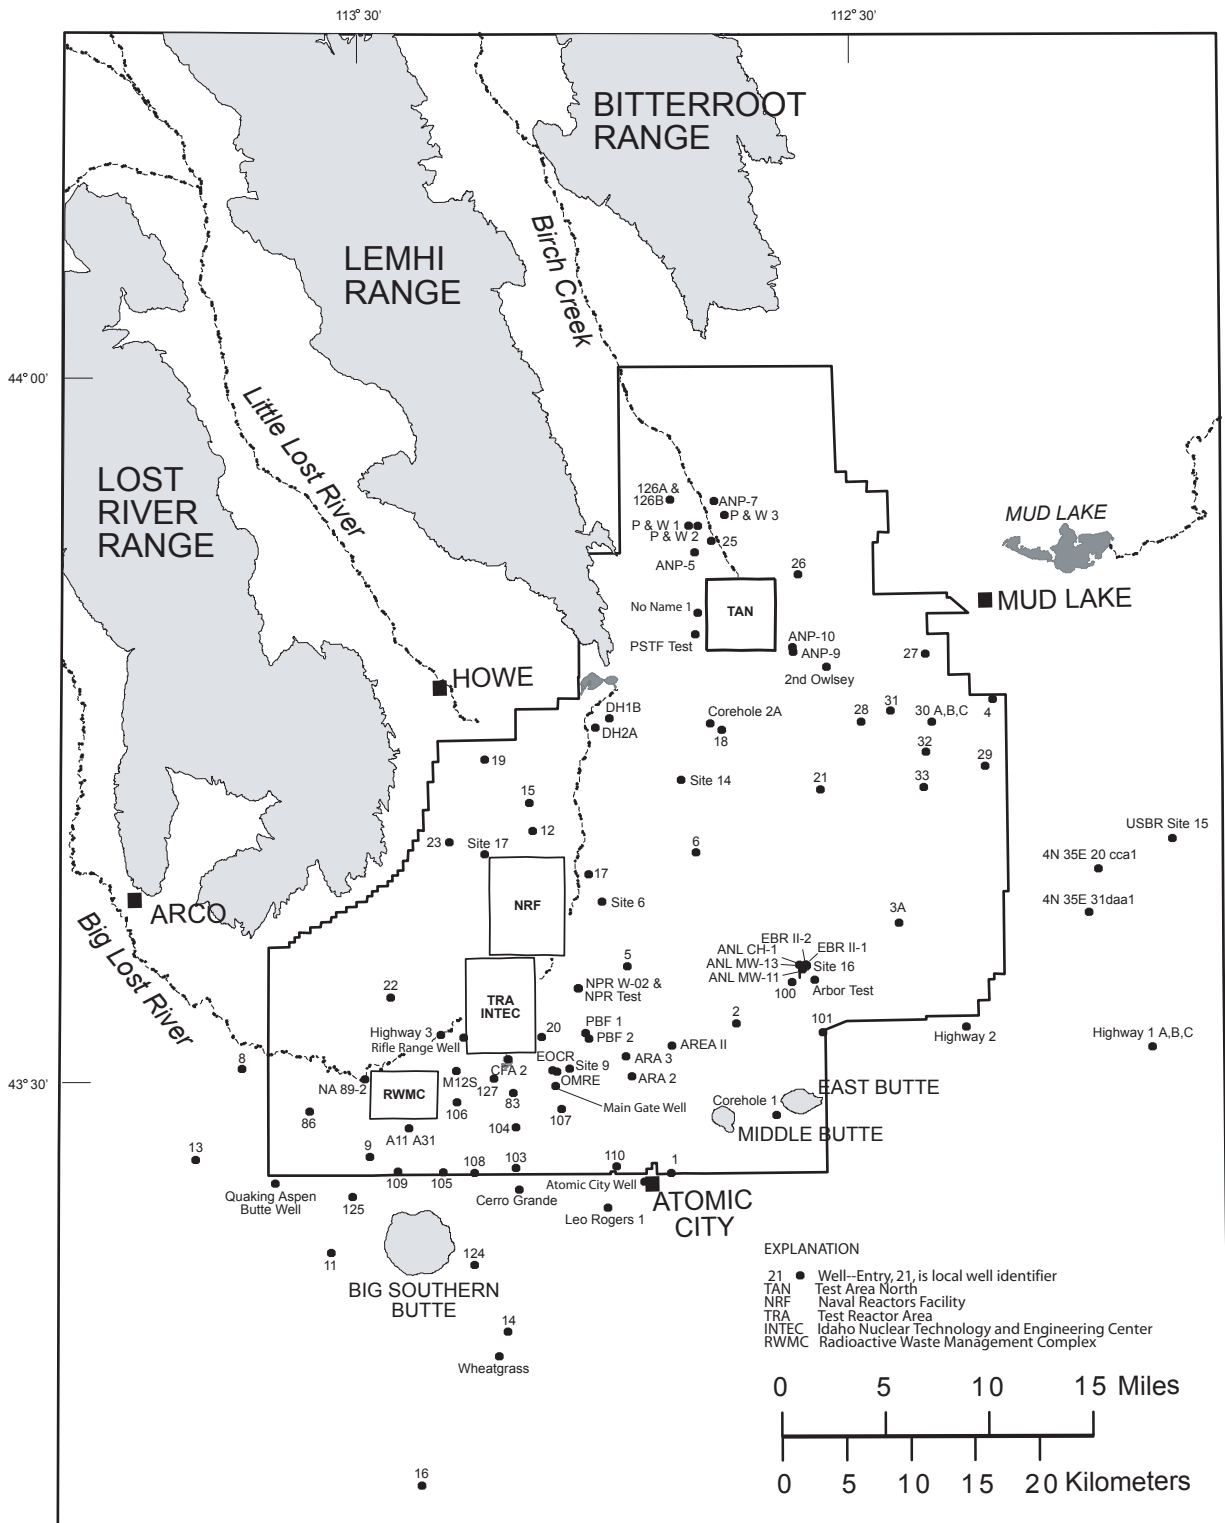 113° 30'
112° 30'
BITTERROOT
RANGE
Birch Creek
LEMHI
RANGE
44° 00'
Little Lost River
LOST
RIVER
RANGE
126A &
126B
ANP-7
P & W 3
P & W 1
P & W 2
25
ANP-5
26
MUD LAKE
MUD LAKE
No Name 1
TAN
PSTF Test
ANP-10
ANP-9
2nd Owlsey
27
HOWE
DH1B
DH2A
Corehole 2A
18
28
31
30 A,B,C
4
32
29
19
Site 14
21
33
15
12
USBR Site 15
23
Site 17
6
4N 35E 20 cca1
17
NRF
Site 6
4N 35E 31daa1
ARCO
3A
Big Lost River
EBR II-2
ANL CH-1
EBR II-1
ANL MW-13
Site 16
ANL MW-11
100
Arbor Test
5
NPR W-02 &
NPR Test
22
TRA
INTEC
2
101
Highway 2
Highway 1 A,B,C
Highway 3
Rifle Range Well
20
PBF 1
PBF 2
AREA II
8
EOCR
Site 9
ARA 3
CFA 2
OMRE
ARA 2
43° 30'
NA 89-2
RWMC
M12S
127
83
Main Gate Well
EAST BUTTE
Corehole 1
MIDDLE BUTTE
86
106
107
A11 A31
104
13
9
109
105
108
103
110
1
Quaking Aspen
Butte Well
125
Cerro Grande
Atomic City Well
ATOMIC
CITY
Leo Rogers 1
11
124
BIG SOUTHERN
BUTTE
14
Wheatgrass
16
EXPLANATION
21 Well--Entry, 21, is local well identifier
TAN Test Area North
NRF Naval Reactors Facility
TRA Test Reactor Area
INTEC Idaho Nuclear Technology and Engineering Center
RWMC Radioactive Waste Management Complex
0 5 10 15 Miles
0 5 10 15 20 Kilometers